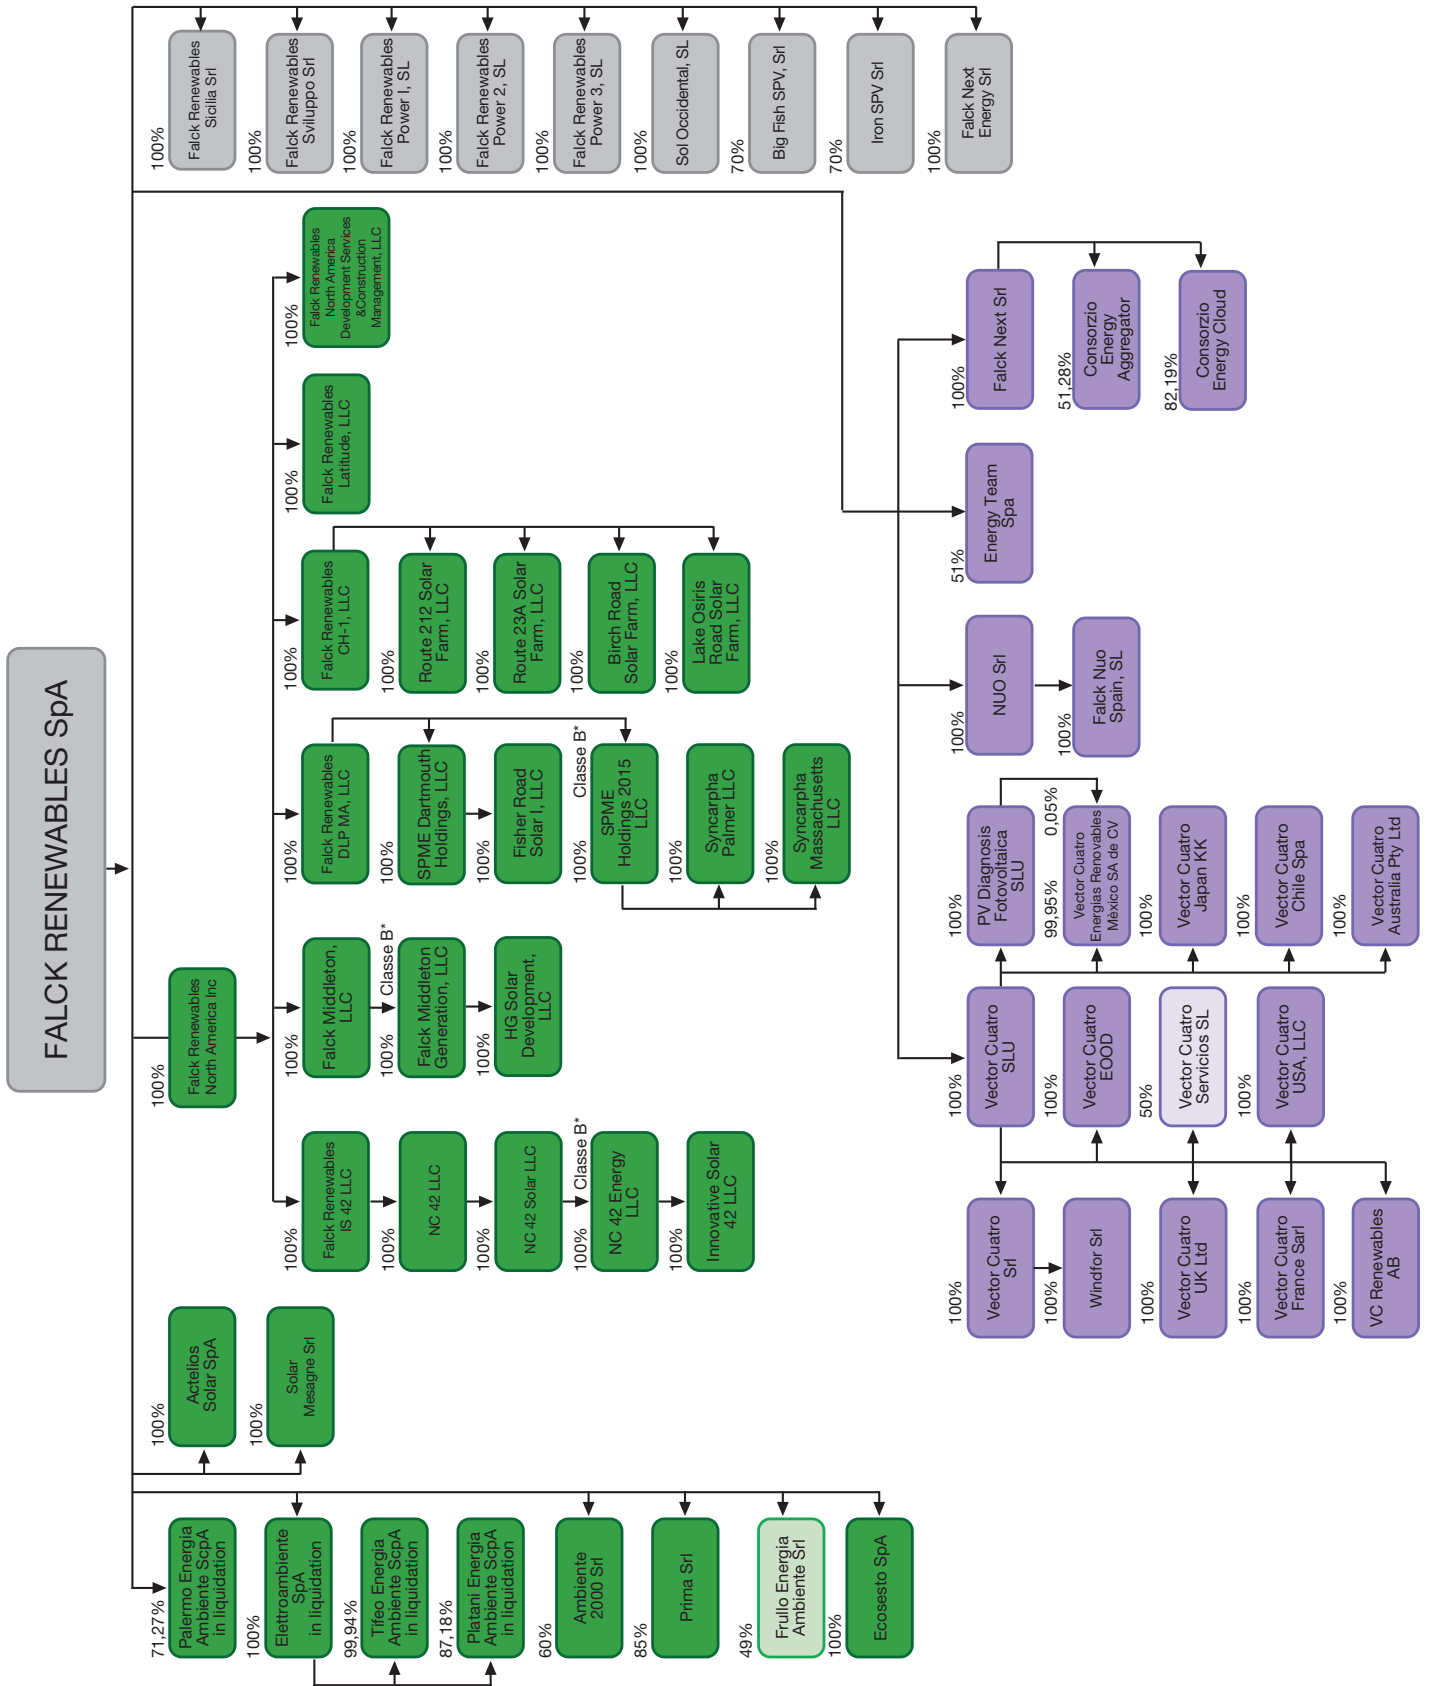 FALCK RENEWABLES SpA
71,27%
Palermo Energia
Ambiente ScpA
in liquidation
100%
Elettroambiente
SpA
in liquidation
99,94%
Tifeo Energia
Ambiente ScpA
in liquidation
87,18%
Platani Energia
Ambiente ScpA
in liquidation
60%
Ambiente
2000 Srl
85%
Prima Srl
49%
Frullo Energia
Ambiente Srl
100%
Ecosesto SpA
100%
Actelios
Solar SpA
100%
Solar
Mesagne Srl
100%
Falck Renewables
North America Inc
100%
Falck Renewables
IS 42 LLC
100%
NC 42 LLC
100%
NC 42 Solar LLC
Classe B*
100%
NC 42 Energy
LLC
100%
Innovative Solar
42 LLC
100%
Falck Middleton,
LLC
Classe B*
100%
Falck Middleton
Generation, LLC
100%
HG Solar
Development,
LLC
100%
Falck Renewables
DLP MA, LLC
100%
SPME Dartmouth
Holdings, LLC
100%
Fisher Road
Solar I, LLC
Classe B*
100%
SPME
Holdings 2015
LLC
100%
Syncarpha
Palmer LLC
100%
Syncarpha
Massachusetts
LLC
100%
Falck Renewables
CH-1, LLC
100%
Route 212 Solar
Farm, LLC
100%
Route 23A Solar
Farm, LLC
100%
Birch Road
Solar Farm, LLC
100%
Lake Osiris
Road Solar
Farm, LLC
100%
Falck Renewables
Latitude, LLC
100%
Falck Renewables
North America
Development Services
&Construction
Management, LLC
100%
Falck Renewables
Sicilia Srl
100%
Falck Renewables
Sviluppo Srl
100%
Falck Renewables
Power I, SL
100%
Falck Renewables
Power 2, SL
100%
Falck Renewables
Power 3, SL
100%
Sol Occidental, SL
70%
Big Fish SPV, Srl
70%
Iron SPV Srl
100%
Falck Next
Energy Srl
100%
Vector Cuatro
Srl
100%
Windfor Srl
100%
Vector Cuatro
UK Ltd
100%
Vector Cuatro
France Sarl
100%
VC Renewables
AB
100%
Vector Cuatro
SLU
100%
Vector Cuatro
EOOD
50%
Vector Cuatro
Servicios SL
100%
Vector Cuatro
USA, LLC
100%
PV Diagnosis
Fotovoltaica
SLU
99,95%
0,05%
Vector Cuatro
Energias Renovables
Mèxico SA de CV
100%
Vector Cuatro
Japan KK
100%
Vector Cuatro
Chile Spa
100%
Vector Cuatro
Australia Pty Ltd
100%
NUO Srl
100%
Falck Nuo
Spain, SL
51%
Energy Team
Spa
100%
Falck Next Srl
51,28%
Consorzio
Energy
Aggregator
82,19%
Consorzio
Energy Cloud